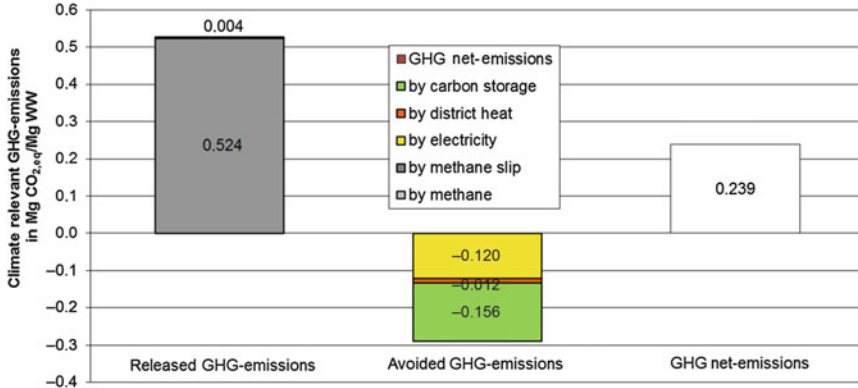 Climate relevant GHG-emissions
in Mg CO2,eq/Mg WW
0.6
0.5
0.4
0.3
0.2
0.1
0.0
–0.1
–0.2
–0.3
–0.4
0.004
0.524
GHG net-emissions
by carbon storage
by district heat
by electricity
by methane slip
by methane
–0.120
–0.012
–0.156
0.239
Released GHG-emissions
Avoided GHG-emissions
GHG net-emissions